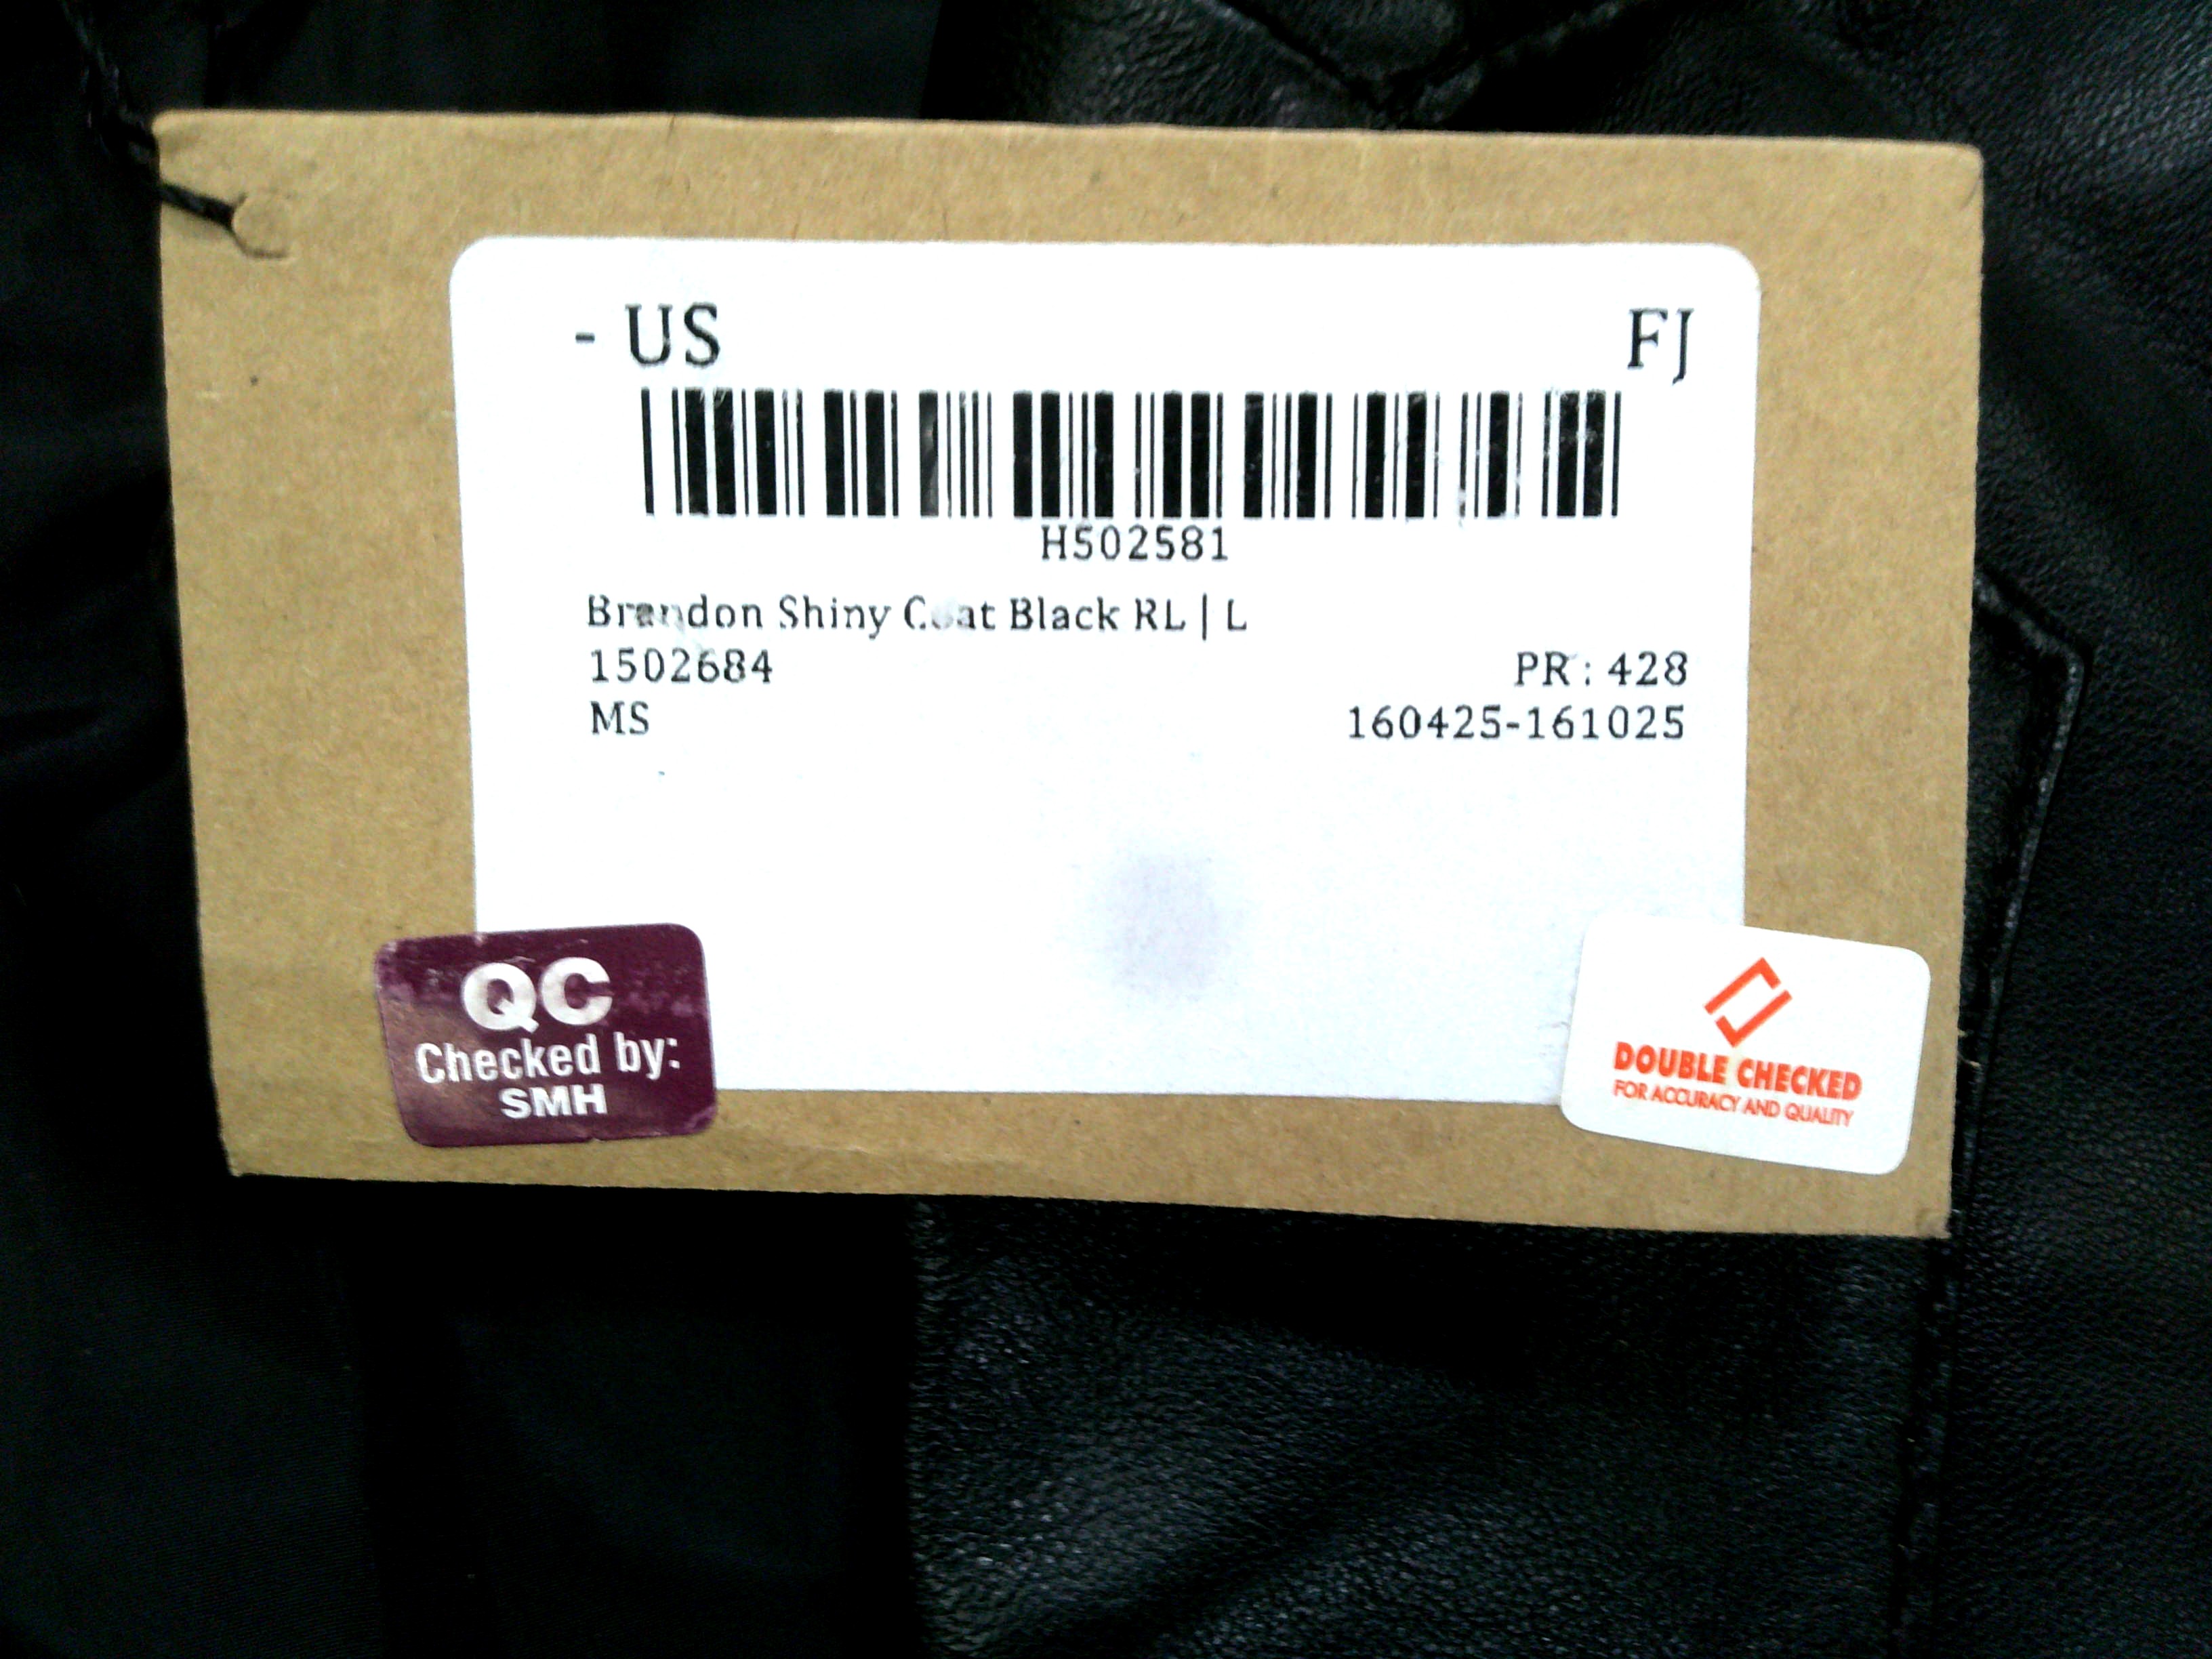 - US FJ
H502581
Brandon Shiny Coat Black RL | L
1502684 PR : 428
MS 160425-161025
QC
Checked by:
SMH
DOUBLE CHECKED
FOR ACCURACY AND QUALITY